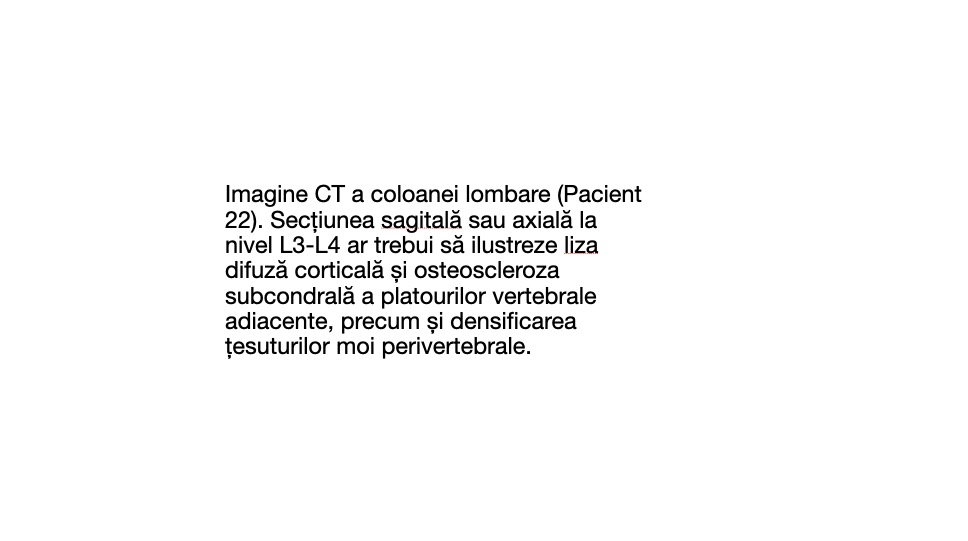 Imagine CT a coloanei lombare (Pacient
22). Secțiunea sagitală sau axială la
nivel L3-L4 ar trebui să ilustreze liza
difuză corticală și osteoscleroza
subcondrală a platourilor vertebrale
adiacente, precum și densificarea
țesuturilor moi perivertebrale.